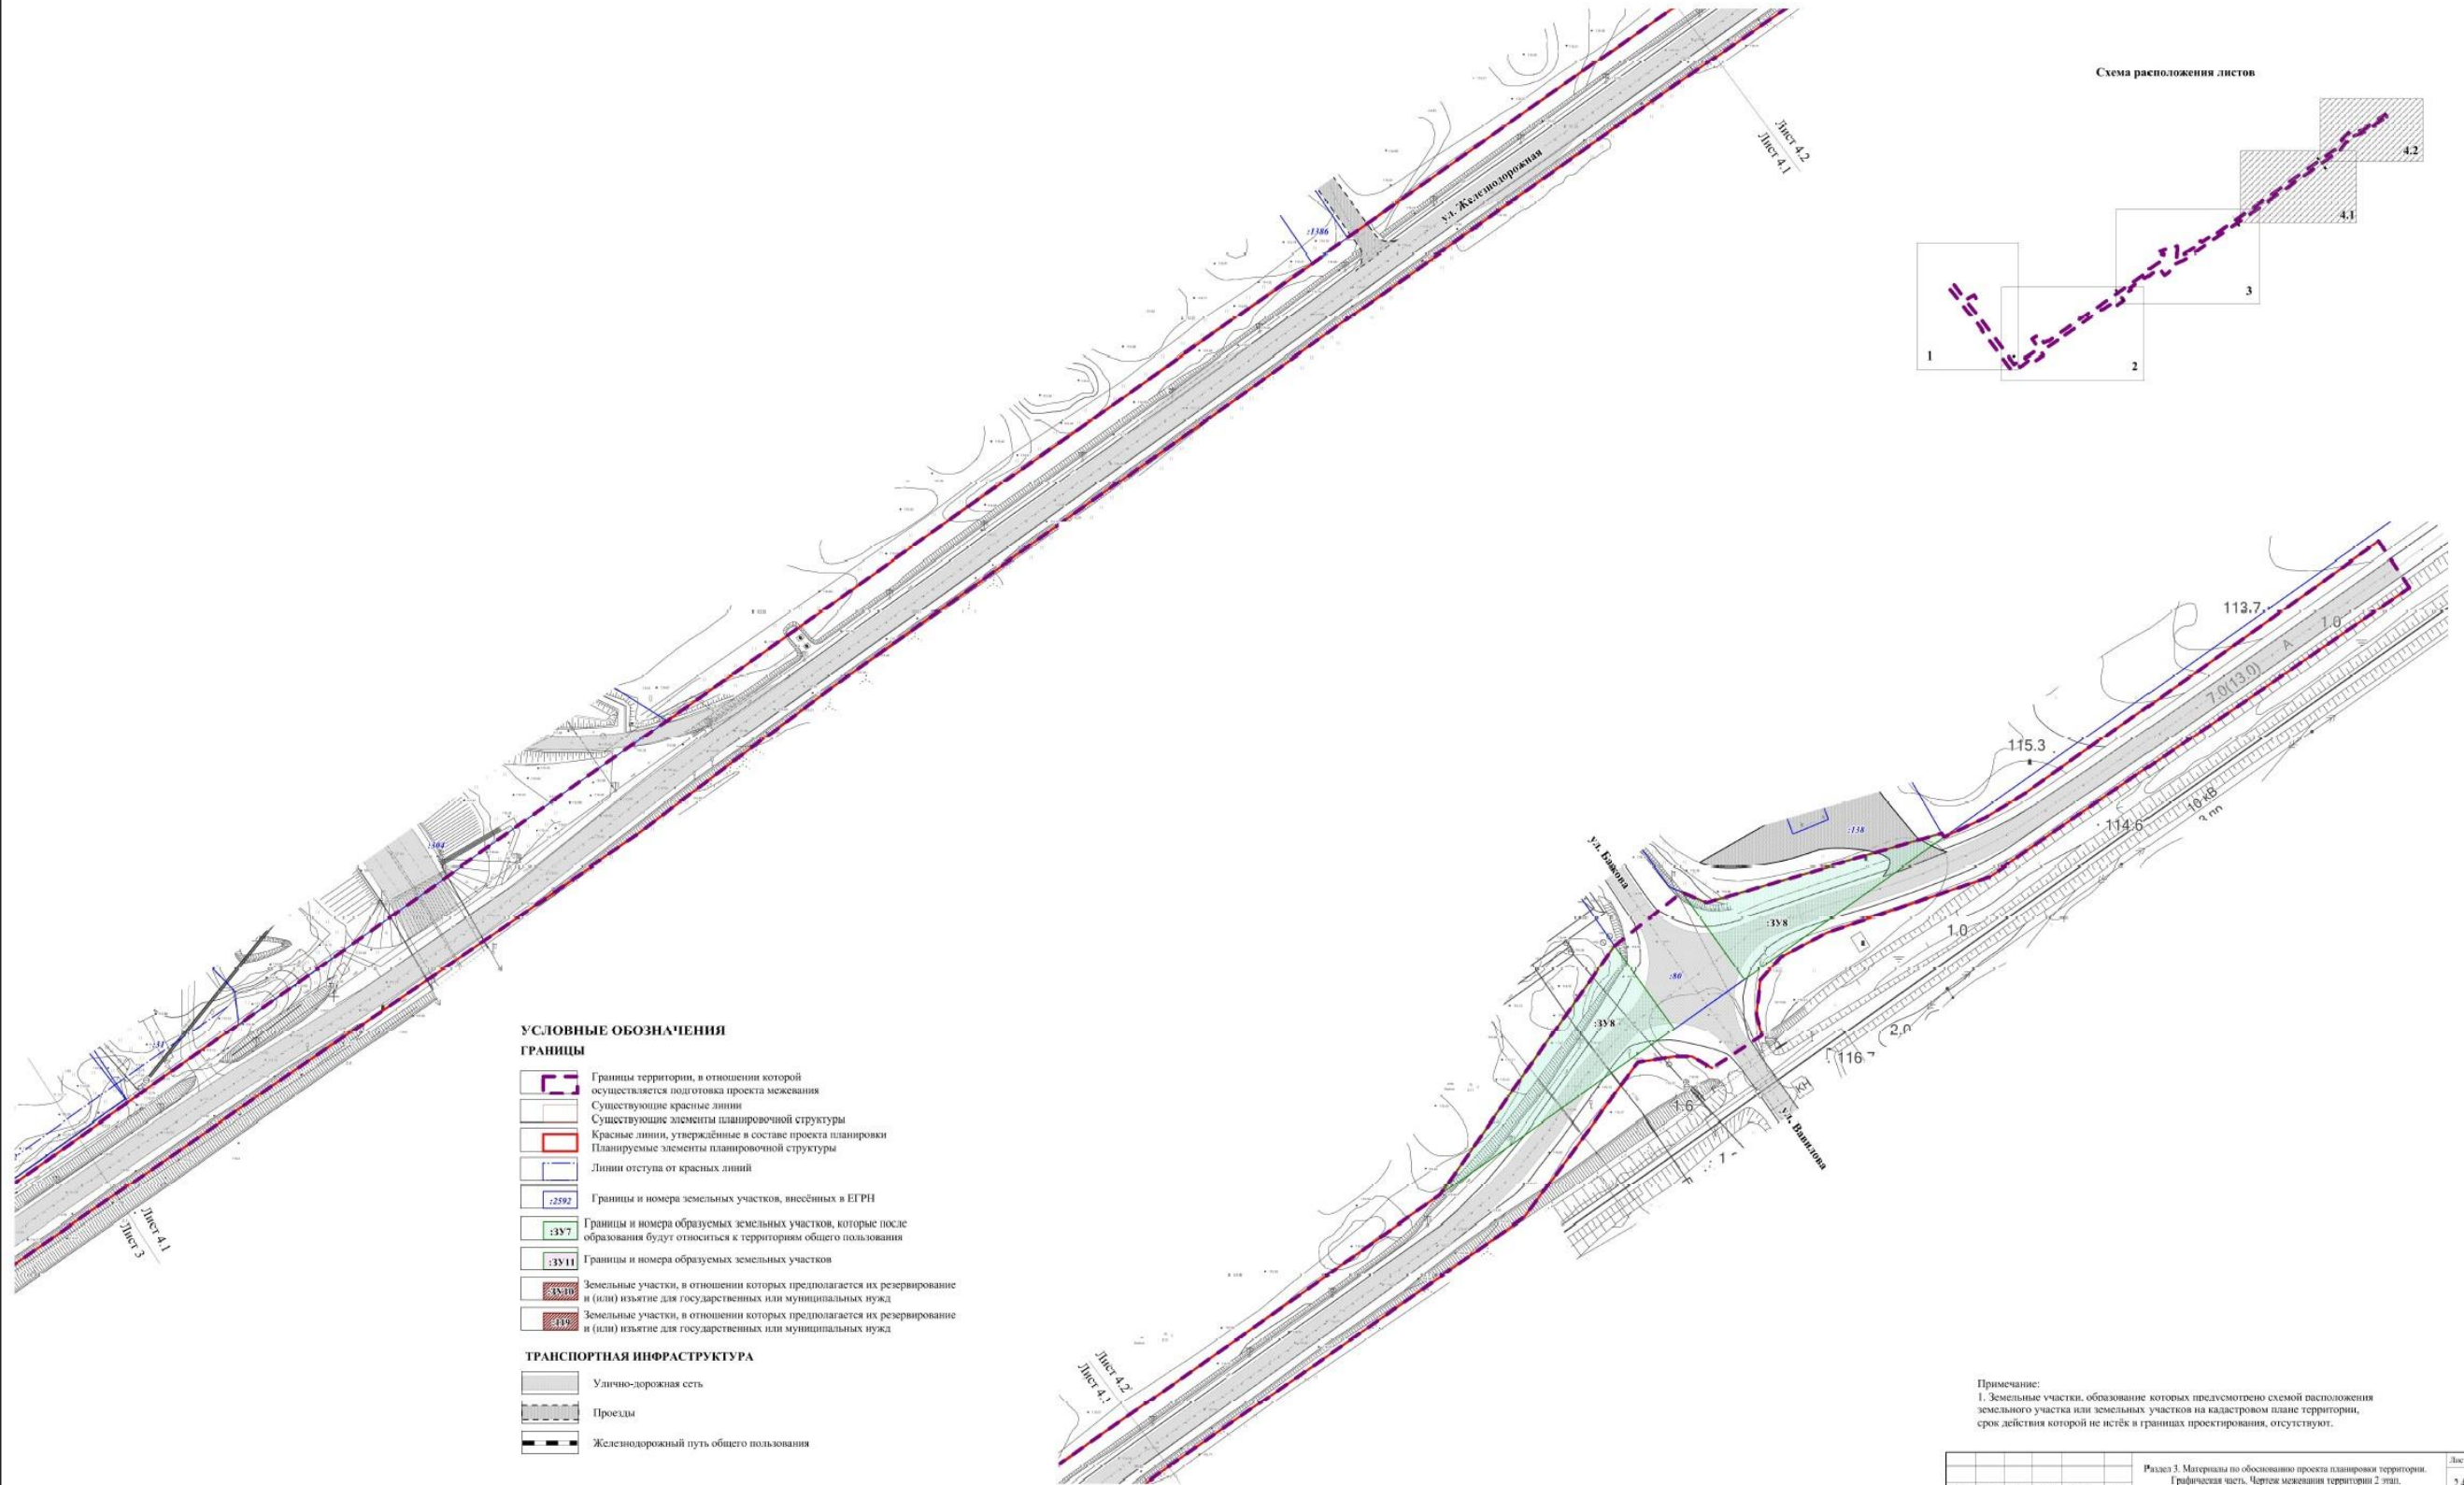 Схема расположения листов
4.2
4.1
3
2
1
Лист 4.2
Лист 4.1
ул. Железнодорожная
:1386
:304
:31
Лист 4.1
Лист 3
113.7
1.0
А
7.0(13.0)
115.3
114.6
10 кВ
3 пр
:138
ул. Байкова
:ЗУ8
:80
:ЗУ8
1.0
2.0
116.7
КН
1.6
ул. Вавилова
Лист 4.2
Лист 4.1
УСЛОВНЫЕ ОБОЗНАЧЕНИЯ
ГРАНИЦЫ
Границы территории, в отношении которой
осуществляется подготовка проекта межевания
Существующие красные линии
Существующие элементы планировочной структуры
Красные линии, утверждённые в составе проекта планировки
Планируемые элементы планировочной структуры
Линии отступа от красных линий
:2592 Границы и номера земельных участков, внесённых в ЕГРН
:ЗУ7 Границы и номера образуемых земельных участков, которые после
образования будут относиться к территориям общего пользования
:ЗУ11 Границы и номера образуемых земельных участков
:ЗУ10 Земельные участки, в отношении которых предполагается их резервирование
и (или) изъятие для государственных или муниципальных нужд
:119 Земельные участки, в отношении которых предполагается их резервирование
и (или) изъятие для государственных или муниципальных нужд
ТРАНСПОРТНАЯ ИНФРАСТРУКТУРА
Улично-дорожная сеть
Проезды
Железнодорожный путь общего пользования
Примечание:
1. Земельные участки, образование которых предусмотрено схемой расположения
земельного участка или земельных участков на кадастровом плане территории,
срок действия которой не истёк в границах проектирования, отсутствуют.
Раздел 3. Материалы по обоснованию проекта планировки территории.
Графическая часть. Чертеж межевания территории 2 этап.